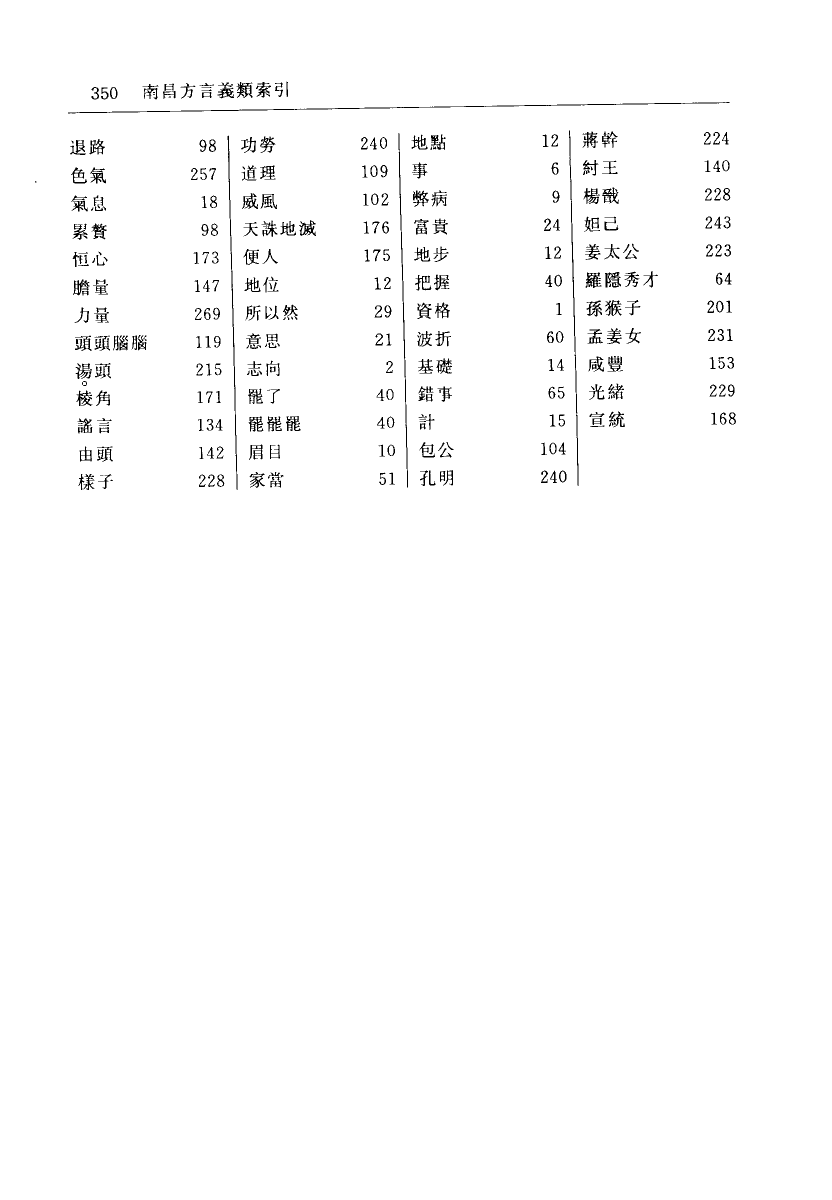 350 南昌方言義類索引
退路 98
色氣 257
氣息 18
累贅 98
恒心 173
膽量 147
力量 269
頭頭腦腦 119
湯頭 215
棱角 171
謠言 134
由頭 142
樣子 228
功勞 240
道理 109
威風 102
天誅地滅 176
便人 175
地位 12
所以然 29
意思 21
志向 2
罷了 40
罷罷罷 40
眉目 10
家當 51
地點 12
事 6
弊病 9
富貴 24
地步 12
把握 40
資格 1
波折 60
基礎 14
錯事 65
計 15
包公 104
孔明 240
蔣幹 224
紂王 140
楊戩 228
妲己 243
姜太公 223
羅隱秀才 64
孫猴子 201
孟姜女 231
咸豐 153
光緒 229
宣統 168